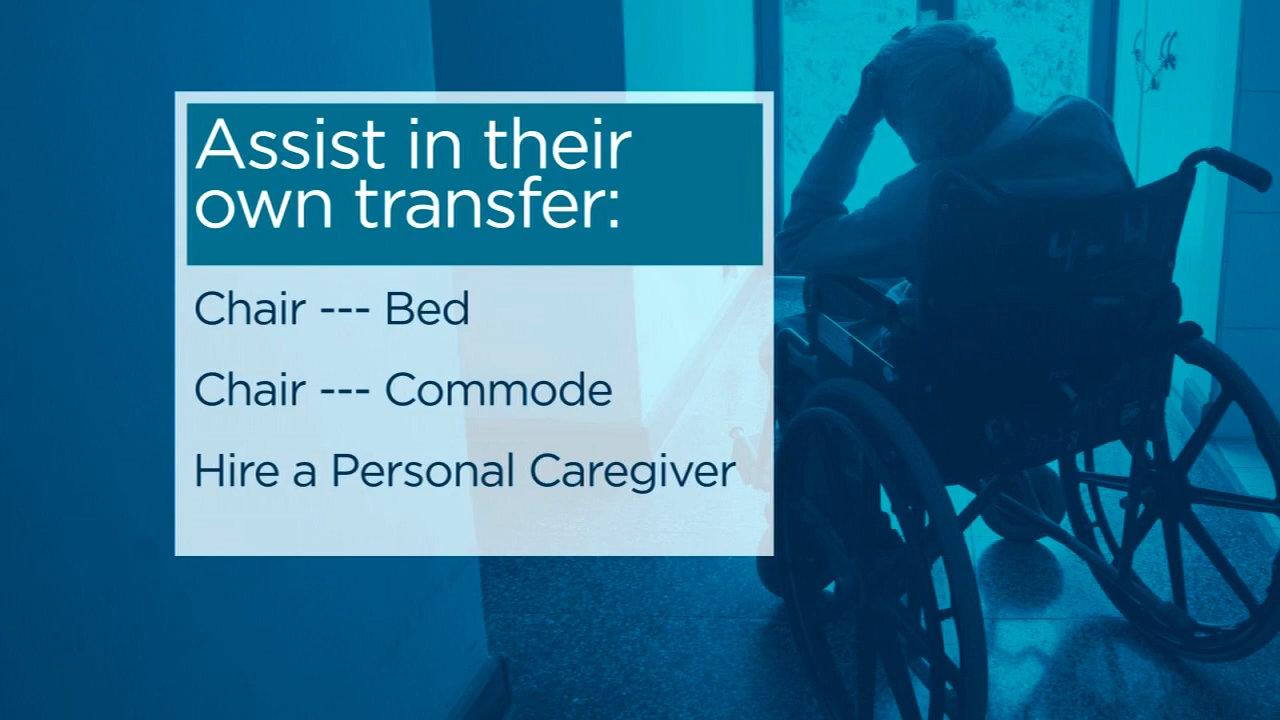 Assist in their
own transfer:
Chair --- Bed
Chair --- Commode
Hire a Personal Caregiver